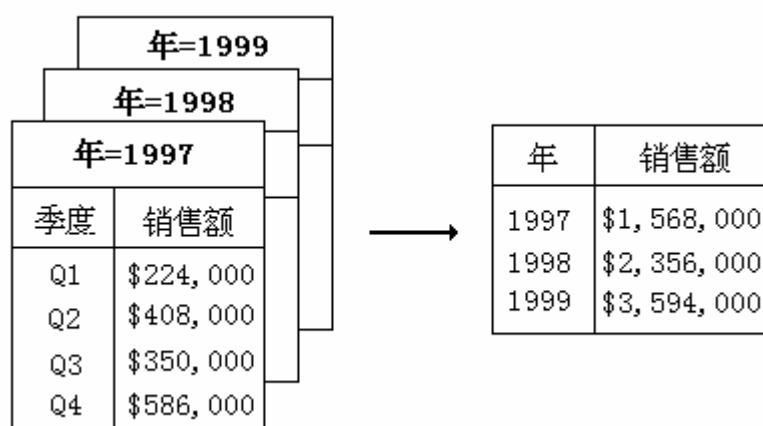 年=1999
年=1998
年=1997
季度 销售额
Q1 $224,000
Q2 $408,000
Q3 $350,000
Q4 $586,000
年 销售额
1997 $1,568,000
1998 $2,356,000
1999 $3,594,000